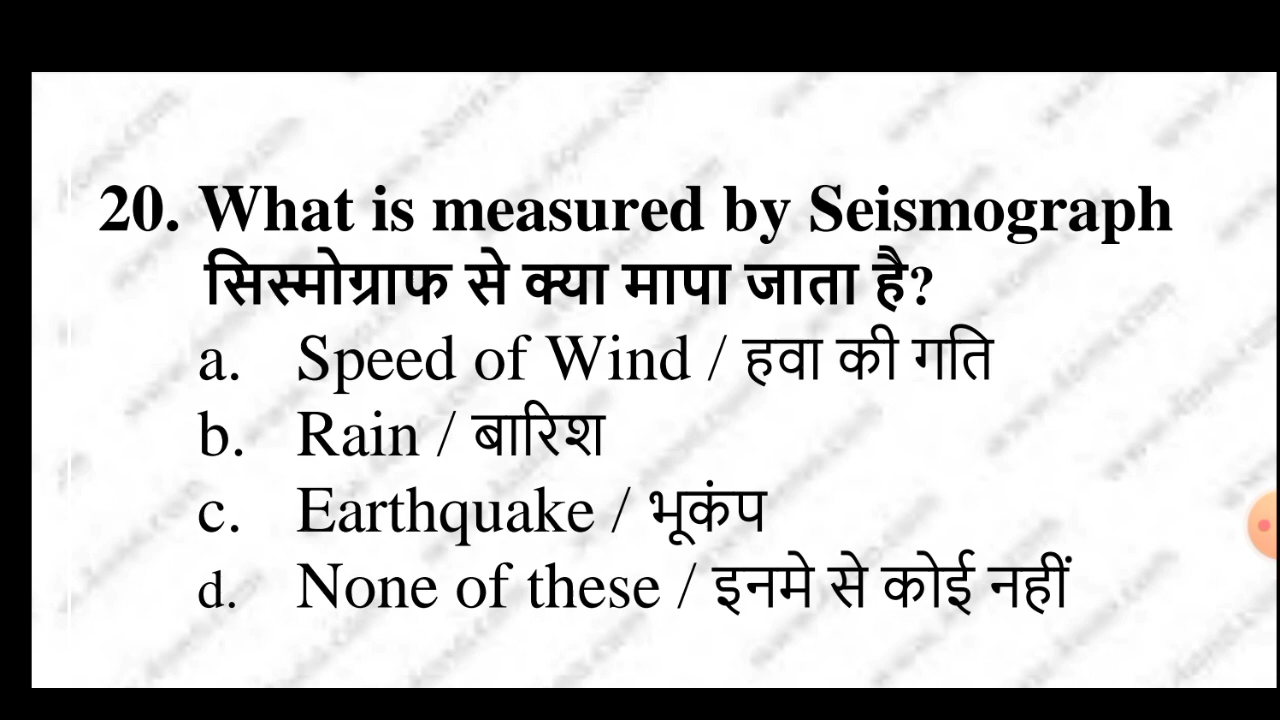 20. What is measured by Seismograph
सिस्मोग्राफ से क्या मापा जाता है?
a. Speed of Wind / हवा की गति
b. Rain / बारिश
c. Earthquake / भूकंप
d. None of these / इनमे से कोई नहीं